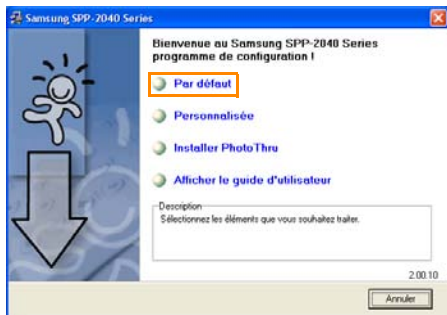 Samsung SPP-2040 Series
Bienvenue au Samsung SPP-2040 Series
programme de configuration !
Par défaut
Personnalisée
Installer PhotoThru
Afficher le guide d'utilisateur
Description
Sélectionnez les éléments que vous souhaitez traiter.
2.00.10
Annuler